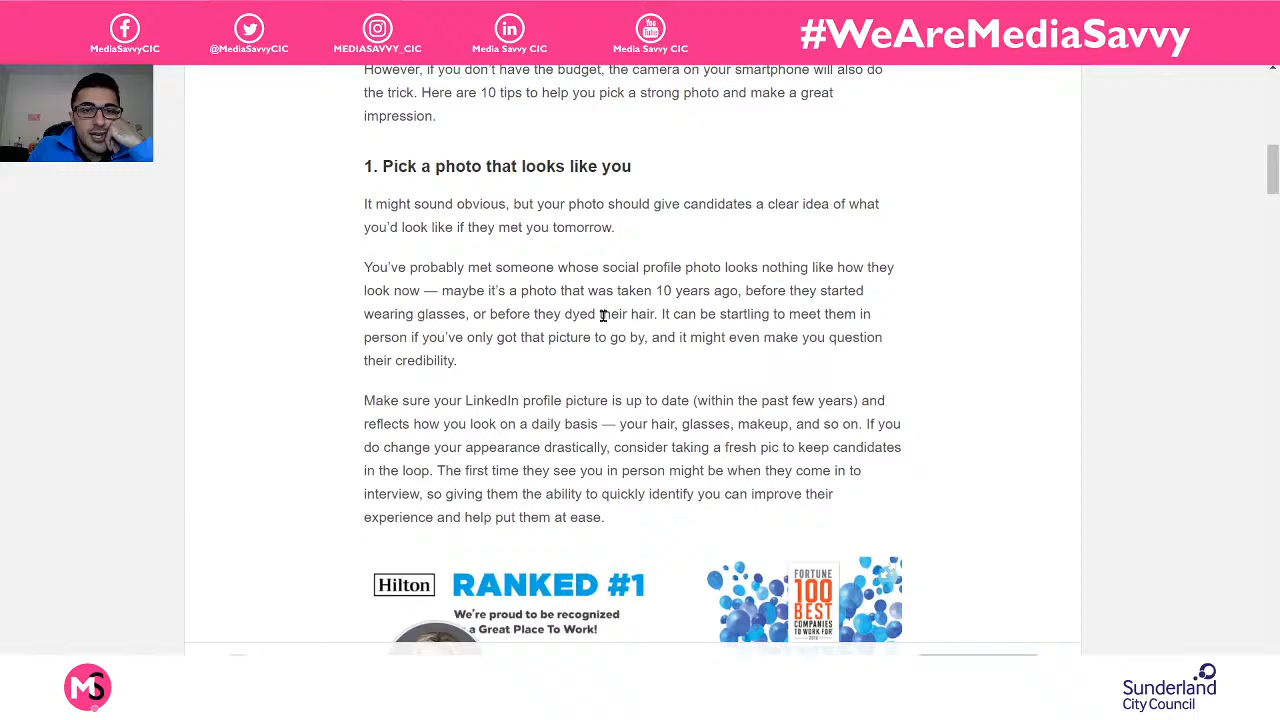 MediaSavvyCIC
@MediaSavvyCIC
MEDIASAVVY_CIC
Media Savvy CIC
You Tube
Media Savvy CIC
#WeAreMediaSavvy
However, if you don’t have the budget, the camera on your smartphone will also do
the trick. Here are 10 tips to help you pick a strong photo and make a great
impression.
1. Pick a photo that looks like you
It might sound obvious, but your photo should give candidates a clear idea of what
you’d look like if they met you tomorrow.
You’ve probably met someone whose social profile photo looks nothing like how they
look now — maybe it’s a photo that was taken 10 years ago, before they started
wearing glasses, or before they dyed their hair. It can be startling to meet them in
person if you’ve only got that picture to go by, and it might even make you question
their credibility.
Make sure your LinkedIn profile picture is up to date (within the past few years) and
reflects how you look on a daily basis — your hair, glasses, makeup, and so on. If you
do change your appearance drastically, consider taking a fresh pic to keep candidates
in the loop. The first time they see you in person might be when they come in to
interview, so giving them the ability to quickly identify you can improve their
experience and help put them at ease.
Hilton
RANKED #1
We’re proud to be recognized
a Great Place To Work!
FORTUNE
100
BEST
COMPANIES
TO WORK FOR
MS
Sunderland
City Council